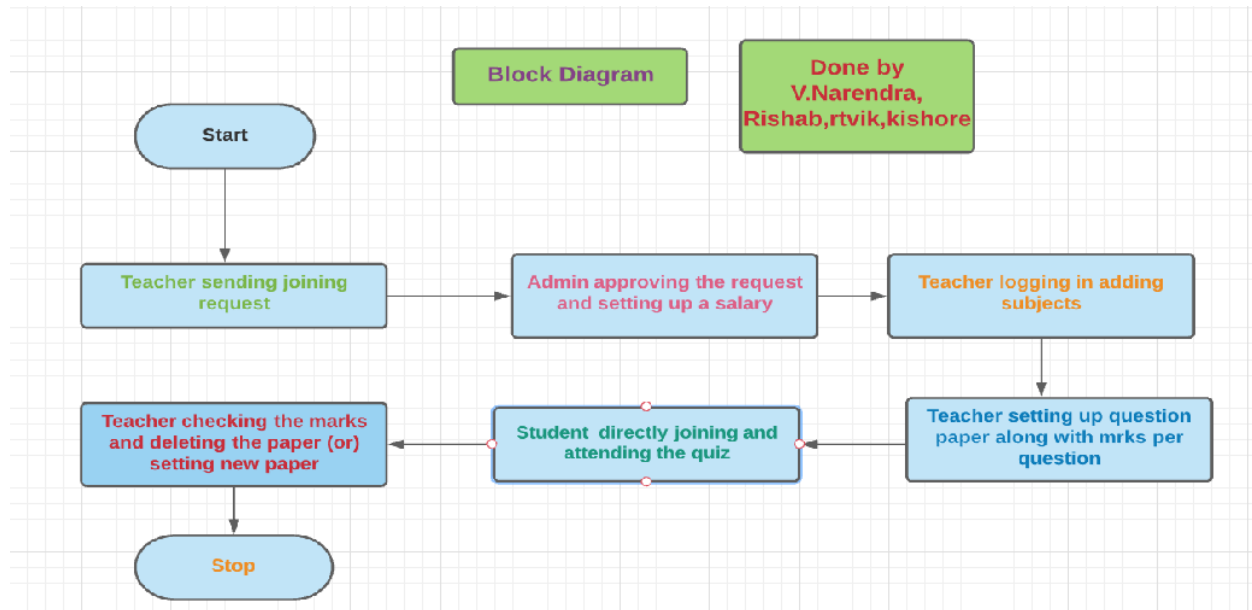 Block Diagram
Done by
V.Narendra,
Rishab,rtvik,kishore
Start
Teacher sending joining
request
Admin approving the request
and setting up a salary
Teacher logging in adding
subjects
Teacher setting up question
paper along with mrks per
question
Student directly joining and
attending the quiz
Teacher checking the marks
and deleting the paper (or)
setting new paper
Stop